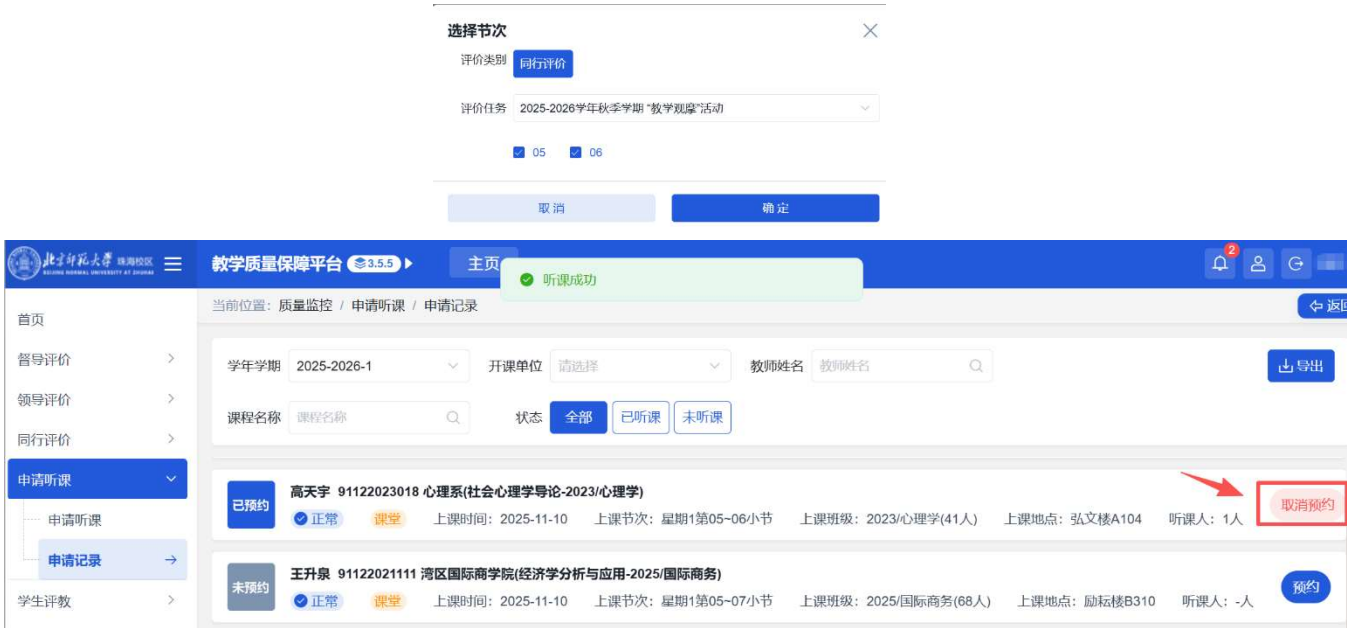 选择节次
评价类别 同行评价
评价任务 2025-2026学年秋季学期 “教学观摩”活动
05 06
取消 确定
北京师范大学 珠海校区
BEIJING NORMAL UNIVERSITY AT ZHUHAI
教学质量保障平台 3.5.5 主页
2
听课成功
当前位置：质量监控 / 申请听课 / 申请记录
返回
首页
督导评价
领导评价
同行评价
申请听课
申请听课
申请记录
学生评教
学年学期 2025-2026-1 开课单位 请选择 教师姓名 教师姓名 导出
课程名称 课程名称 状态 全部 已听课 未听课
已预约
高天宇 91122023018 心理系(社会心理学导论-2023/心理学)
正常 课堂 上课时间：2025-11-10 上课节次：星期1第05~06小节 上课班级：2023/心理学(41人) 上课地点：弘文楼A104 听课人：1人
取消预约
未预约
王升泉 91122021111 湾区国际商学院(经济学分析与应用-2025/国际商务)
正常 课堂 上课时间：2025-11-10 上课节次：星期1第05~07小节 上课班级：2025/国际商务(68人) 上课地点：励耘楼B310 听课人：-人
预约